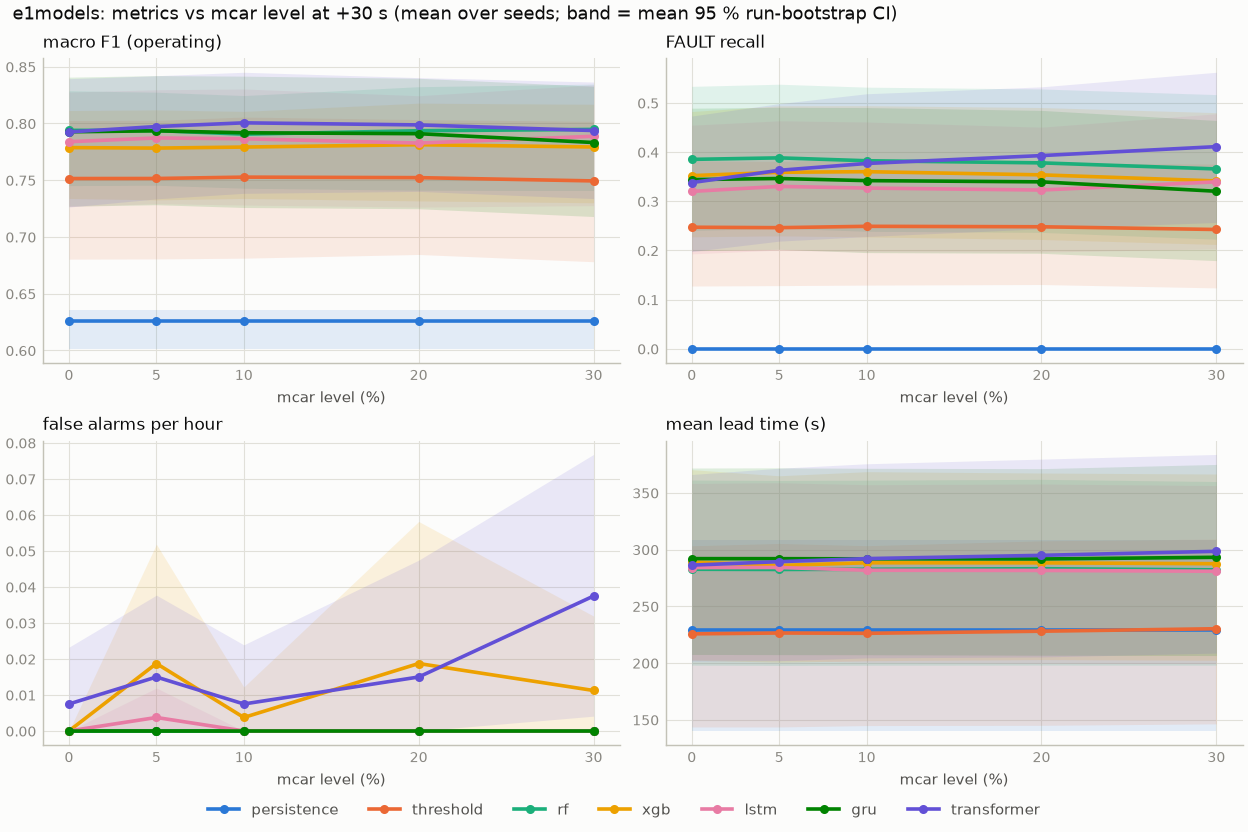 e1models: metrics vs mcar level at +30 s (mean over seeds; band = mean 95 % run-bootstrap CI)
macro F1 (operating)
0.85
0.80
0.75
0.70
0.65
0.60
0 5 10 20 30
mcar level (%)
FAULT recall
0.5
0.4
0.3
0.2
0.1
0.0
0 5 10 20 30
mcar level (%)
false alarms per hour
0.08
0.07
0.06
0.05
0.04
0.03
0.02
0.01
0.00
0 5 10 20 30
mcar level (%)
mean lead time (s)
350
300
250
200
150
0 5 10 20 30
mcar level (%)
persistence threshold rf xgb lstm gru transformer